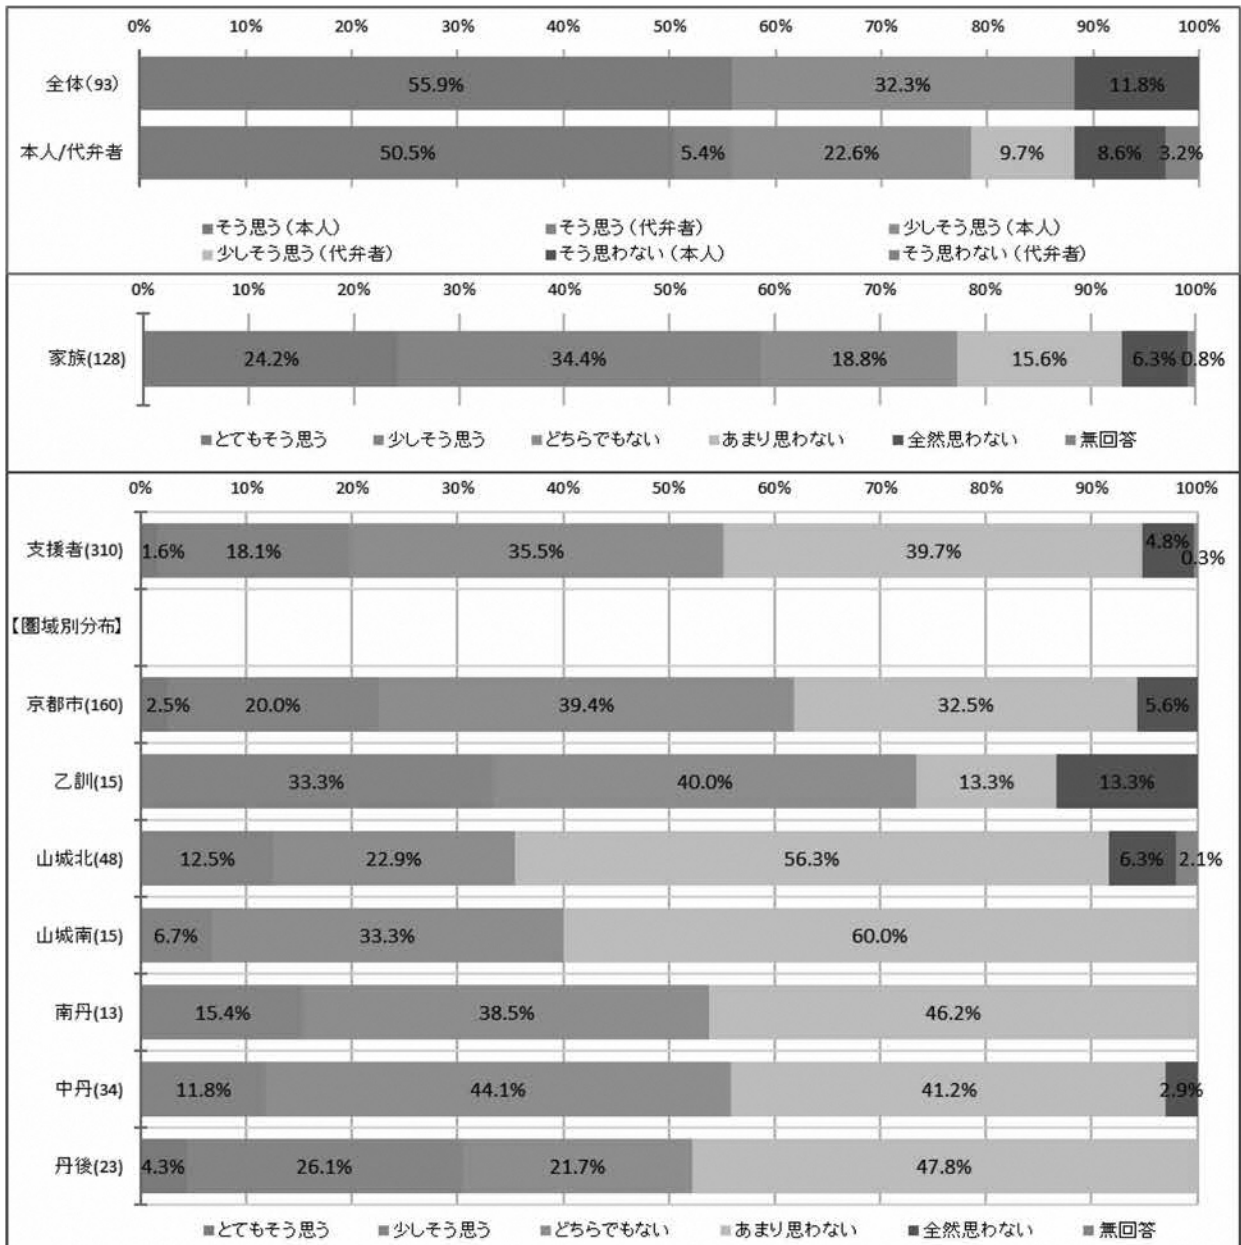 0% 10% 20% 30% 40% 50% 60% 70% 80% 90% 100%
全体(93) 55.9% 32.3% 11.8%
本人/代弁者 50.5% 5.4% 22.6% 9.7% 8.6% 3.2%
■そう思う(本人) ■そう思う(代弁者) ■少しそう思う(本人)
■少しそう思う(代弁者) ■そう思わない(本人) ■そう思わない(代弁者)
0% 10% 20% 30% 40% 50% 60% 70% 80% 90% 100%
家族(128) 24.2% 34.4% 18.8% 15.6% 6.3% 0.8%
■とてもそう思う ■少しそう思う ■どちらでもない ■あまり思わない ■全然思わない ■無回答
0% 10% 20% 30% 40% 50% 60% 70% 80% 90% 100%
支援者(310) 1.6% 18.1% 35.5% 39.7% 4.8% 0.3%
【圏域別分布】
京都市(160) 2.5% 20.0% 39.4% 32.5% 5.6%
乙訓(15) 33.3% 40.0% 13.3% 13.3%
山城北(48) 12.5% 22.9% 56.3% 6.3% 2.1%
山城南(15) 6.7% 33.3% 60.0%
南丹(13) 15.4% 38.5% 46.2%
中丹(34) 11.8% 44.1% 41.2% 2.9%
丹後(23) 4.3% 26.1% 21.7% 47.8%
■とてもそう思う ■少しそう思う ■どちらでもない ■あまり思わない ■全然思わない ■無回答